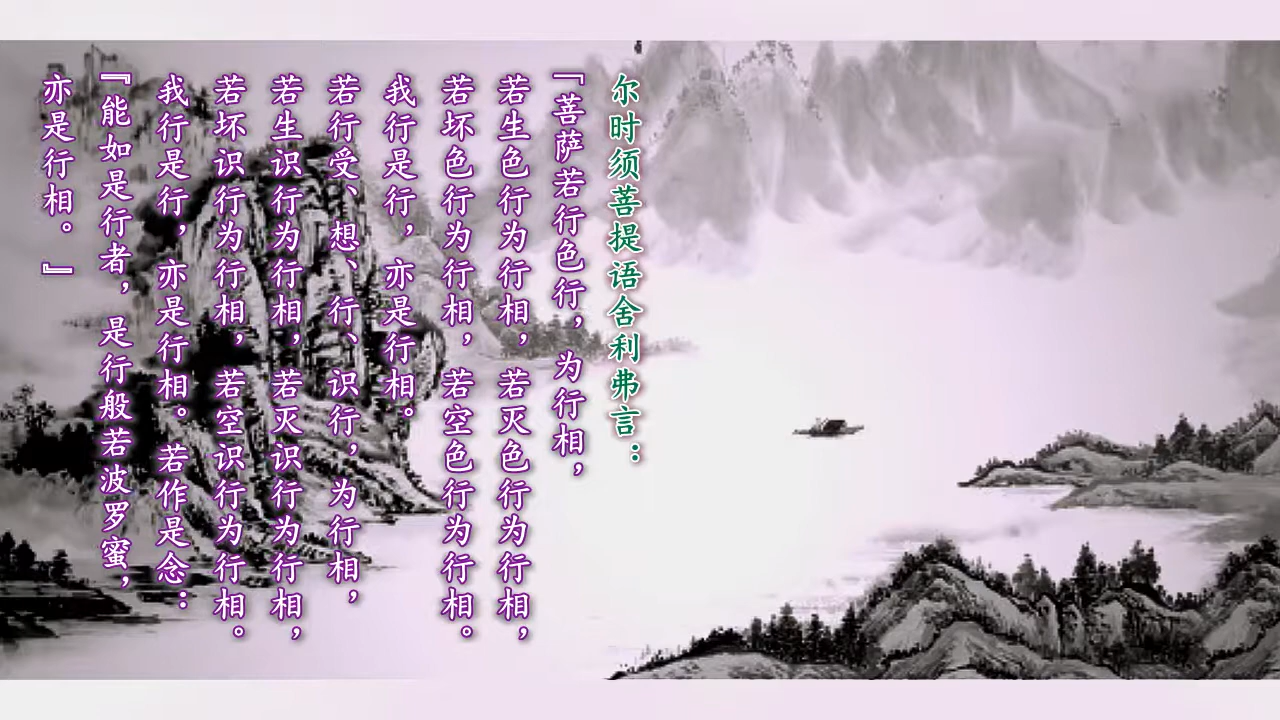 尔时须菩提语舍利弗言：
「菩萨若行色行，为行相，
若生色行为行相，若灭色行为行相，
若坏色行为行相，若空色行为行相。
我行是行，亦是行相。
若行受、想、行、识行，为行相，
若生识行为行相，若灭识行为行相，
若坏识行为行相，若空识行为行相。
我行是行，亦是行相。若作是念：
『能如是行者，是行般若波罗蜜，
亦是行相。』